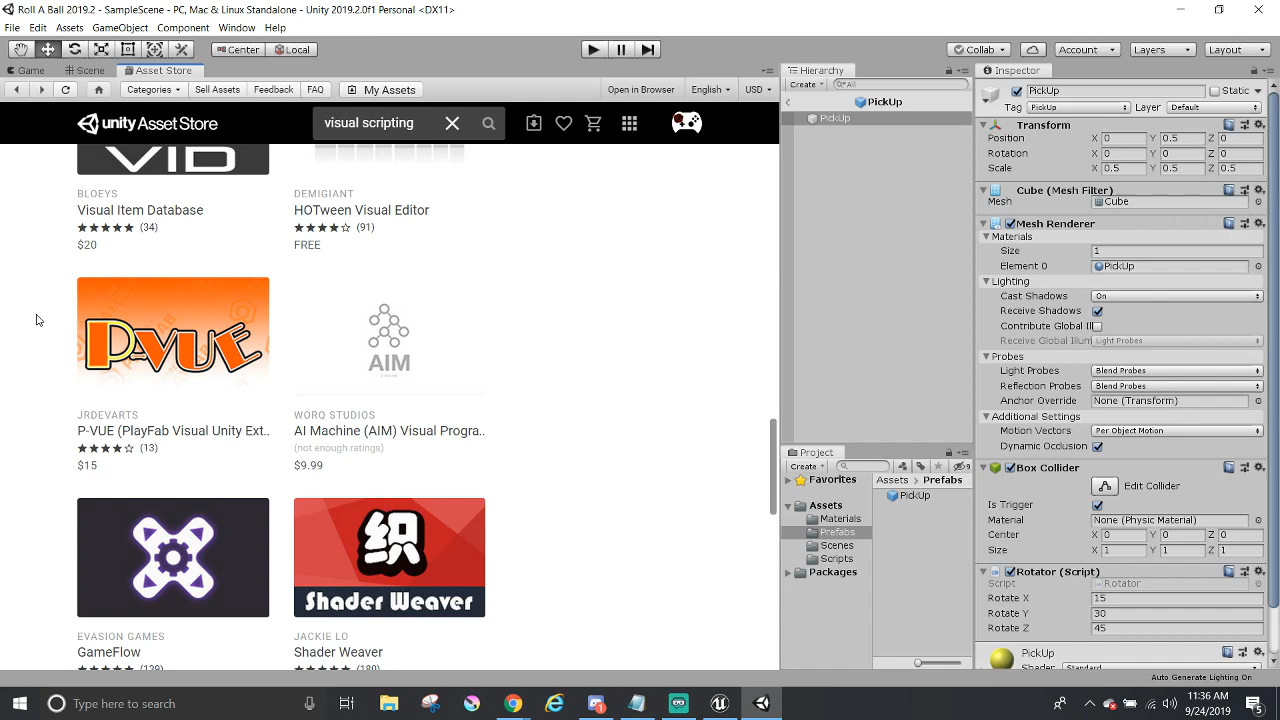 Roll A Ball 2019.2 - SampleScene - PC, Mac & Linux Standalone - Unity 2019.2.0f1 Personal <DX11>
File Edit Assets GameObject Component Window Help
Center Local Collab Account Layers Layout
Game Scene Asset Store Hierarchy Inspector
Categories Sell Assets Feedback FAQ My Assets Open in Browser English USD
unity Asset Store visual scripting
VID
BLOEYS DEMIGIANT
Visual Item Database HOTween Visual Editor
(34) (91)
$20 FREE
P-VUE AIM
JRDEVARTS WORQ STUDIOS
P-VUE (PlayFab Visual Unity Ext.. AI Machine (AIM) Visual Progra..
(13) (not enough ratings)
$15 $9.99
织
Shader Weaver
EVASION GAMES JACKIE LO
GameFlow Shader Weaver
(139) (180)
Create All
PickUp
PickUp
Project
Create 9
Favorites Assets Prefabs
Assets PickUp
Materials
Prefabs
Scenes
Scripts
Packages
PickUp Static
Tag PickUp Layer Default
Transform
Position X 0 Y 0.5 Z 0
Rotation X 0 Y 0 Z 0
Scale X 0.5 Y 0.5 Z 0.5
Cube (Mesh Filter)
Mesh Cube
Mesh Renderer
Materials
Size 1
Element 0 PickUp
Lighting
Cast Shadows On
Receive Shadows
Contribute Global Il
Receive Global Illum Light Probes
Probes
Light Probes Blend Probes
Reflection Probes Blend Probes
Anchor Override None (Transform)
Additional Settings
Motion Vectors Per Object Motion
Dynamic Occlusion
Box Collider
Edit Collider
Is Trigger
Material None (Physic Material)
Center X 0 Y 0 Z 0
Size X 1 Y 1 Z 1
Rotator (Script)
Script Rotator
Rotate X 15
Rotate Y 30
Rotate Z 45
PickUp
Shader Standard
Auto Generate Lighting On
Type here to search
11:36 AM
9/24/2019
5